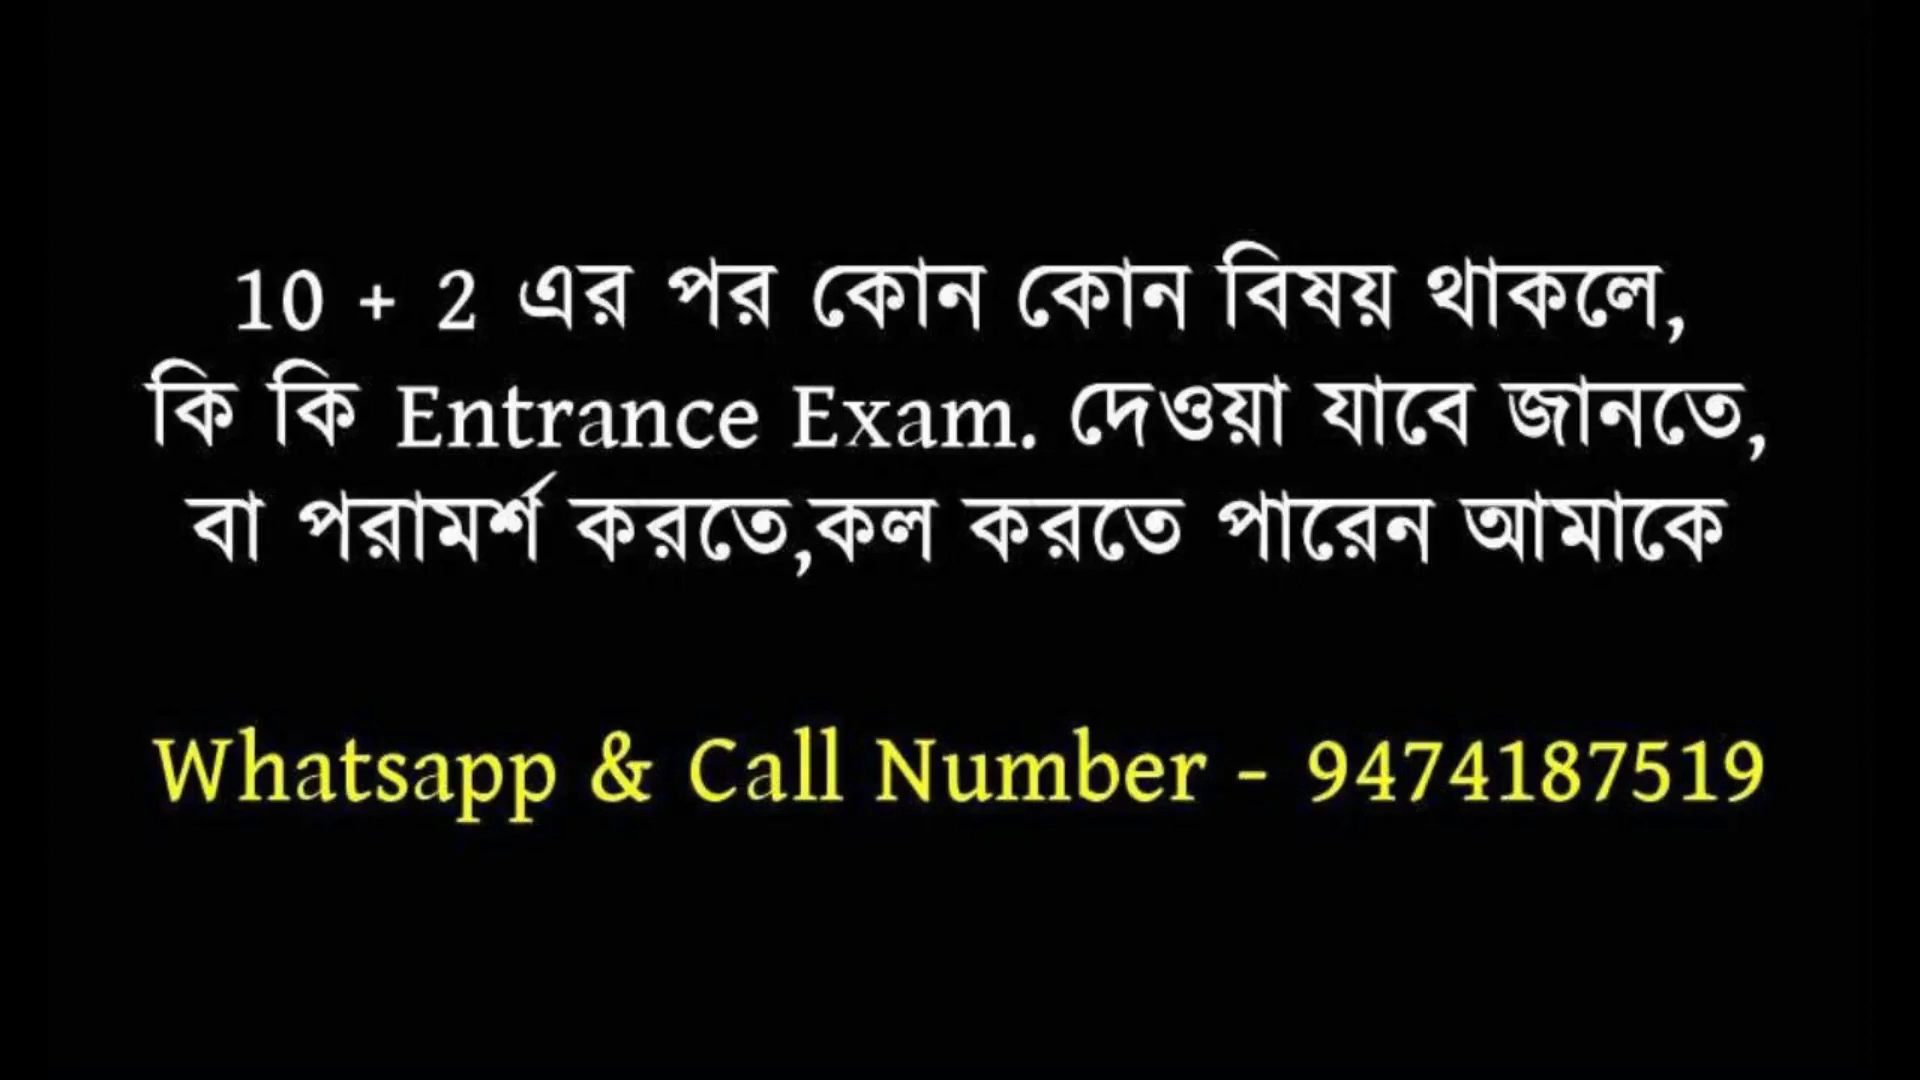 10 + 2 এর পর কোন কোন বিষয় থাকলে,
কি কি Entrance Exam. দেওয়া যাবে জানতে,
বা পরামর্শ করতে,কল করতে পারেন আমাকে
Whatsapp & Call Number - 9474187519